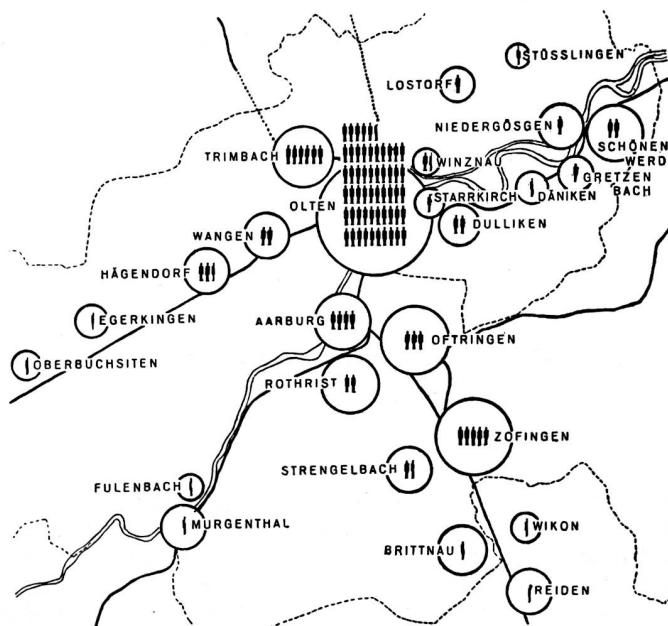 STÜSSLINGEN
LOSTORF
NIEDERGÖSGEN
SCHÖNEN
WERD
TRIMBACH
WINZNAU
GRETZEN
BACH
STARRKIRCH
DÄNIKEN
OLTEN
DULLIKEN
WANGEN
HÄGENDORF
EGERKINGEN
AARBURG
OFTRINGEN
OBERBUCHSITEN
ROTHRIST
ZOFINGEN
STRENGELBACH
FULENBACH
MURGENTHAL
WIKON
BRITTNAU
REIDEN